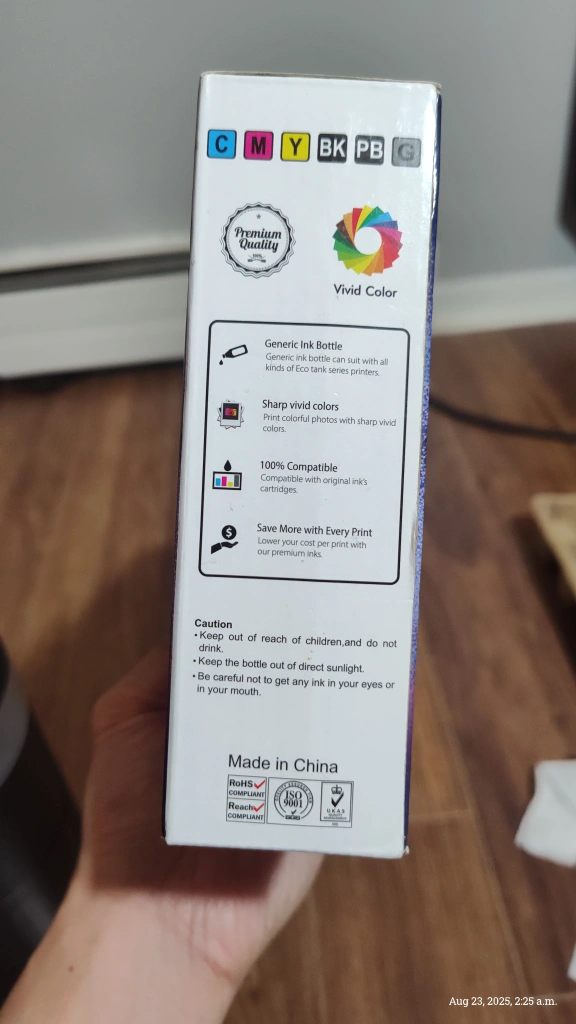 C M Y BK PB G
Premium
Quality
100%
Vivid Color
Generic Ink Bottle
Generic ink bottle can suit with all
kinds of Eco tank series printers.
Sharp vivid colors
Print colorful photos with sharp vivid
colors.
100% Compatible
Compatible with original ink's
cartridges.
$
Save More with Every Print
Lower your cost per print with
our premium inks.
Caution
• Keep out of reach of children,and do not
drink.
• Keep the bottle out of direct sunlight.
• Be careful not to get any ink in your eyes or
in your mouth.
Made in China
RoHS
COMPLIANT
Reach
COMPLIANT
ISO
9001
SGS
UKAS
Aug 23, 2025, 2:25 a.m.